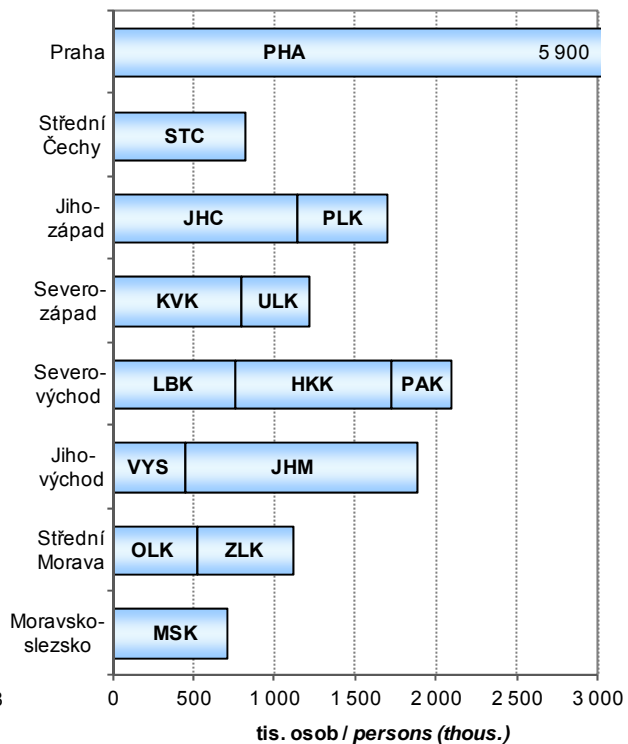 Praha PHA 5 900
Střední
Čechy STC
Jiho-
západ JHC PLK
Severo-
západ KVK ULK
Severo-
východ LBK HKK PAK
Jiho-
východ VYS JHM
Střední
Morava OLK ZLK
Moravsko-
slezsko MSK
3 0 500 1 000 1 500 2 000 2 500 3 000
tis. osob / persons (thous.)